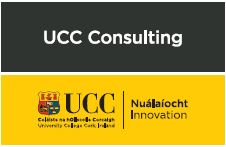 UCC Consulting
UCC
Coláiste na hOllscoile Corcaigh
University College Cork, Ireland
Nuálaíocht
Innovation